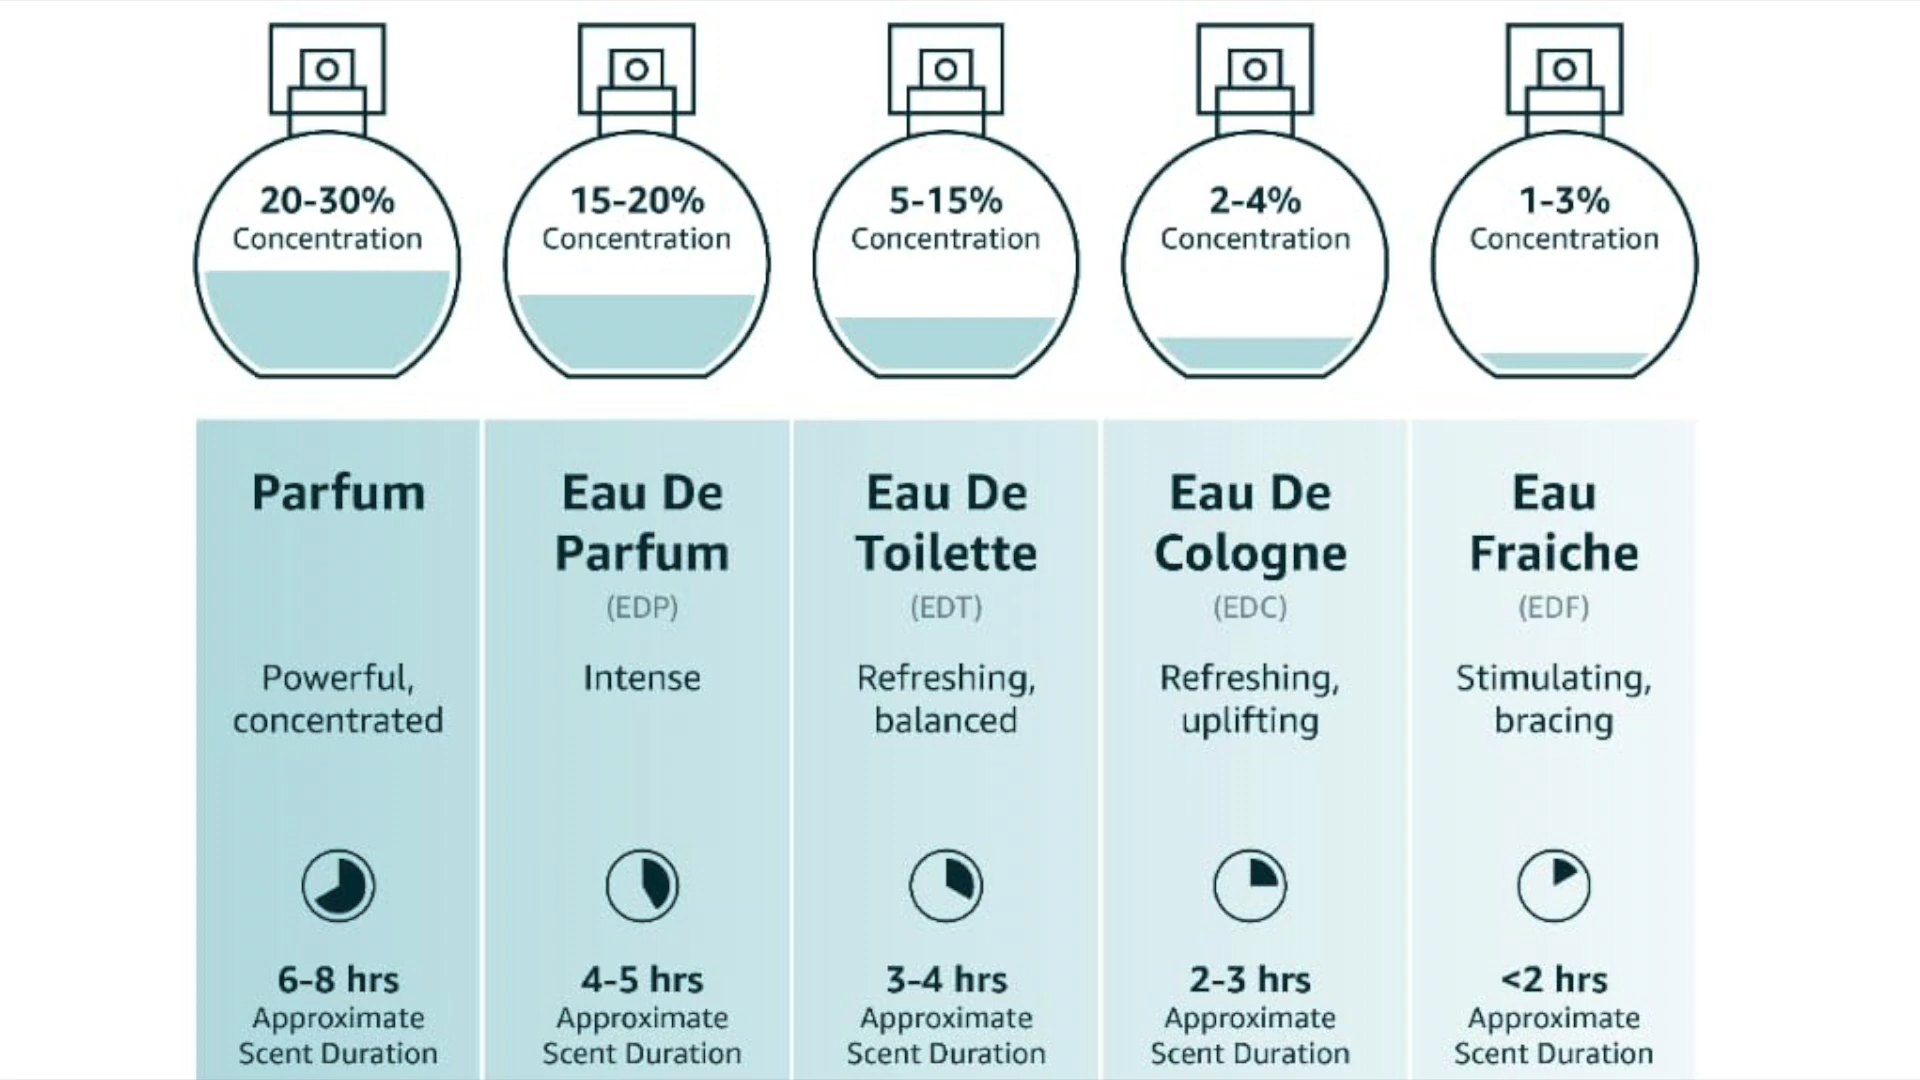 20-30%
Concentration
15-20%
Concentration
5-15%
Concentration
2-4%
Concentration
1-3%
Concentration
Parfum
Powerful,
concentrated
6-8 hrs
Approximate
Scent Duration
Eau De
Parfum
(EDP)
Intense
4-5 hrs
Approximate
Scent Duration
Eau De
Toilette
(EDT)
Refreshing,
balanced
3-4 hrs
Approximate
Scent Duration
Eau De
Cologne
(EDC)
Refreshing,
uplifting
2-3 hrs
Approximate
Scent Duration
Eau
Fraiche
(EDF)
Stimulating,
bracing
<2 hrs
Approximate
Scent Duration